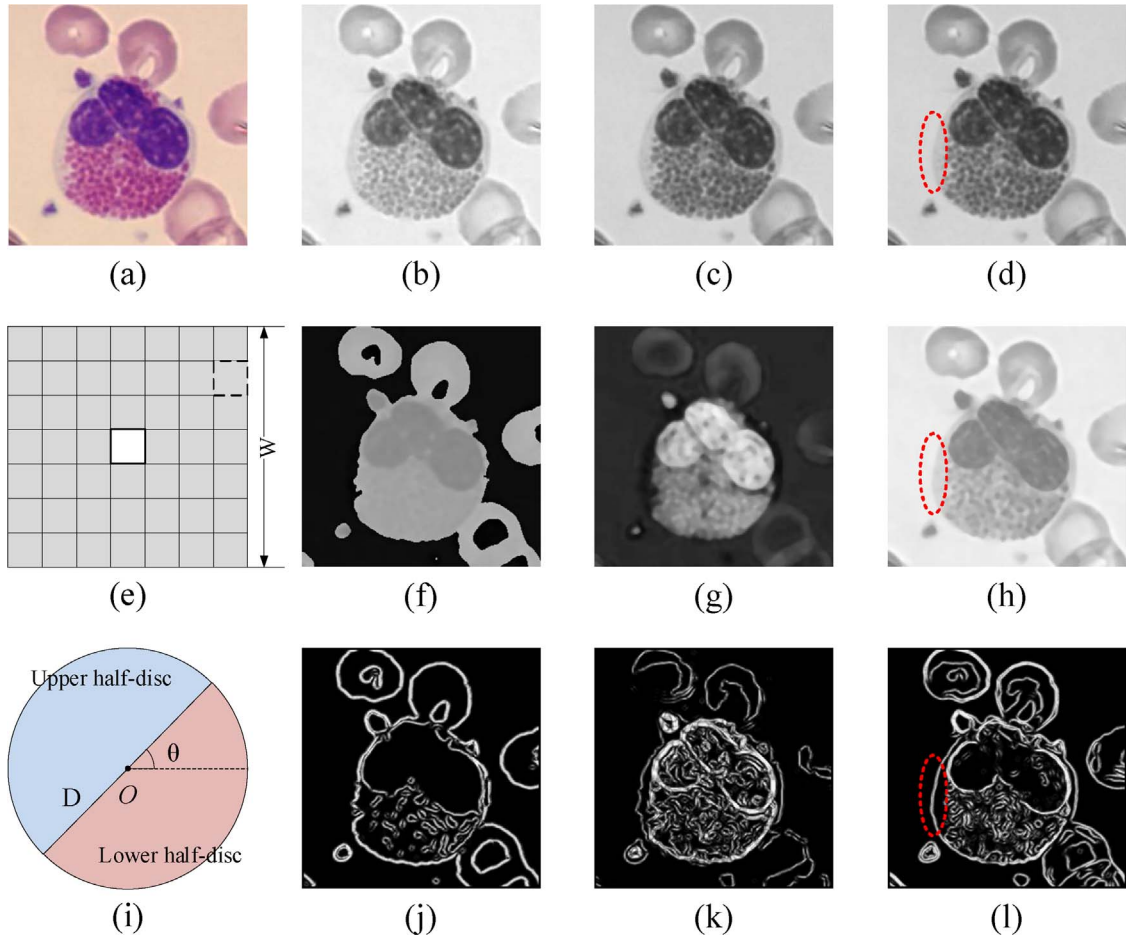 (a)
(b)
(c)
(d)
W
(e)
(f)
(g)
(h)
Upper half-disc
θ
D
O
Lower half-disc
(i)
(j)
(k)
(l)